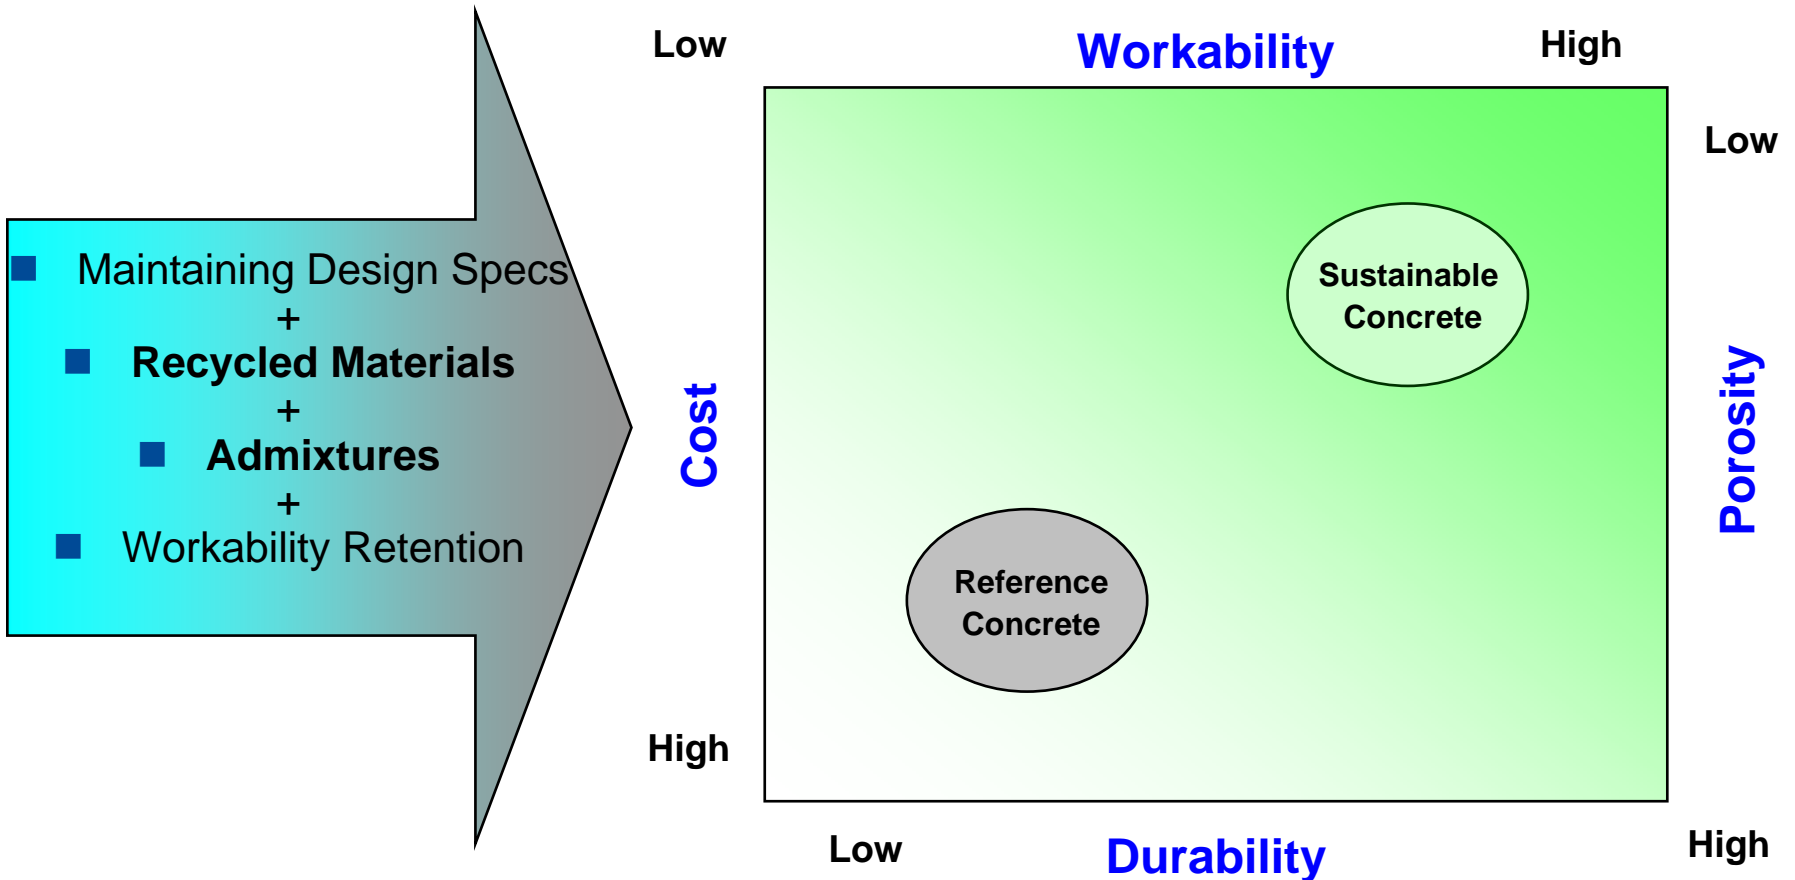 Maintaining Design Specs
+
Recycled Materials
+
Admixtures
+
Workability Retention
Low
Workability
High
Cost
High
Low
Porosity
Sustainable
Concrete
Reference
Concrete
Low
Durability
High